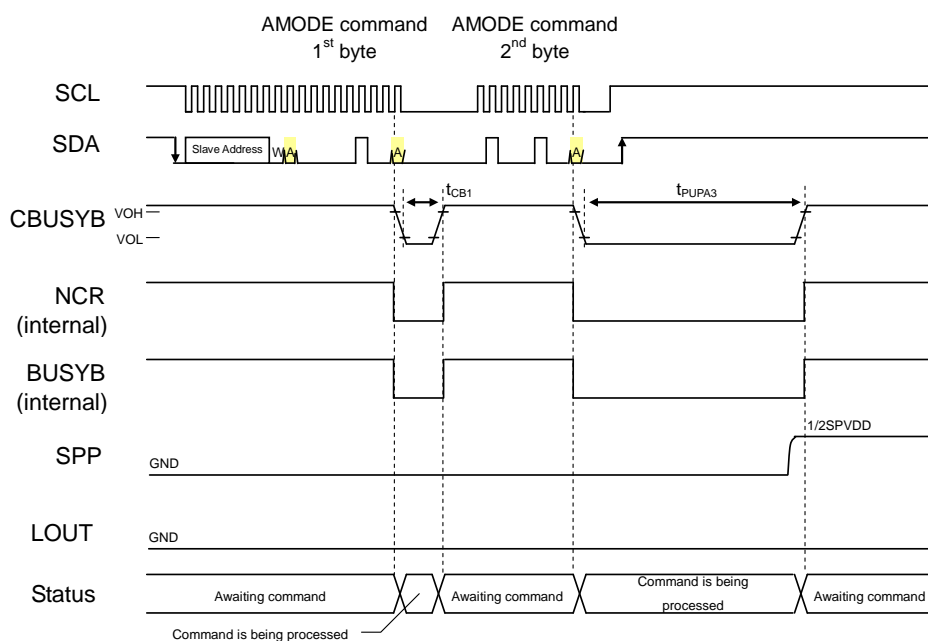 AMODE command
1st byte
AMODE command
2nd byte
SCL
SDA
Slave Address
W
A
A
A
CBUSYB
VOH
VOL
tCB1
tPUPA3
NCR
(internal)
BUSYB
(internal)
SPP
GND
1/2SPVDD
LOUT
GND
Status
Awaiting command
Awaiting command
Command is being
processed
Awaiting command
Command is being processed